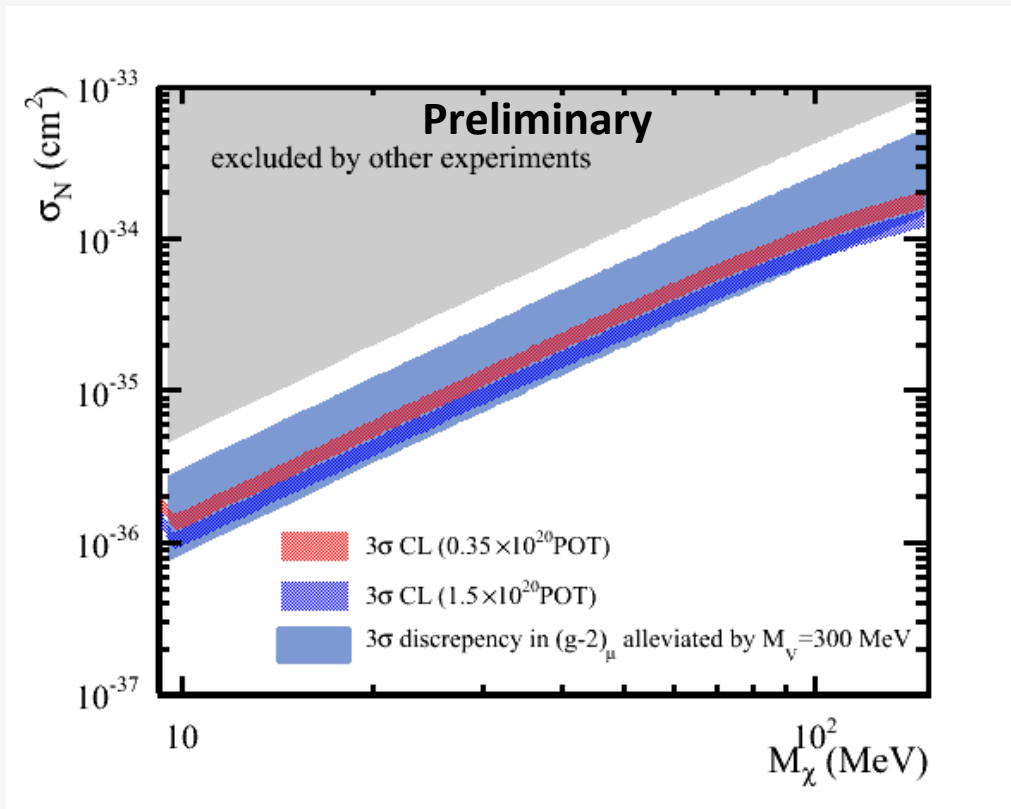 Preliminary
excluded by other experiments
σN (cm2)
10-33
10-34
10-35
10-36
10-37
3σ CL (0.35×1020POT)
3σ CL (1.5×1020POT)
3σ discrepency in (g-2)μ alleviated by MV=300 MeV
10
102
Mχ (MeV)